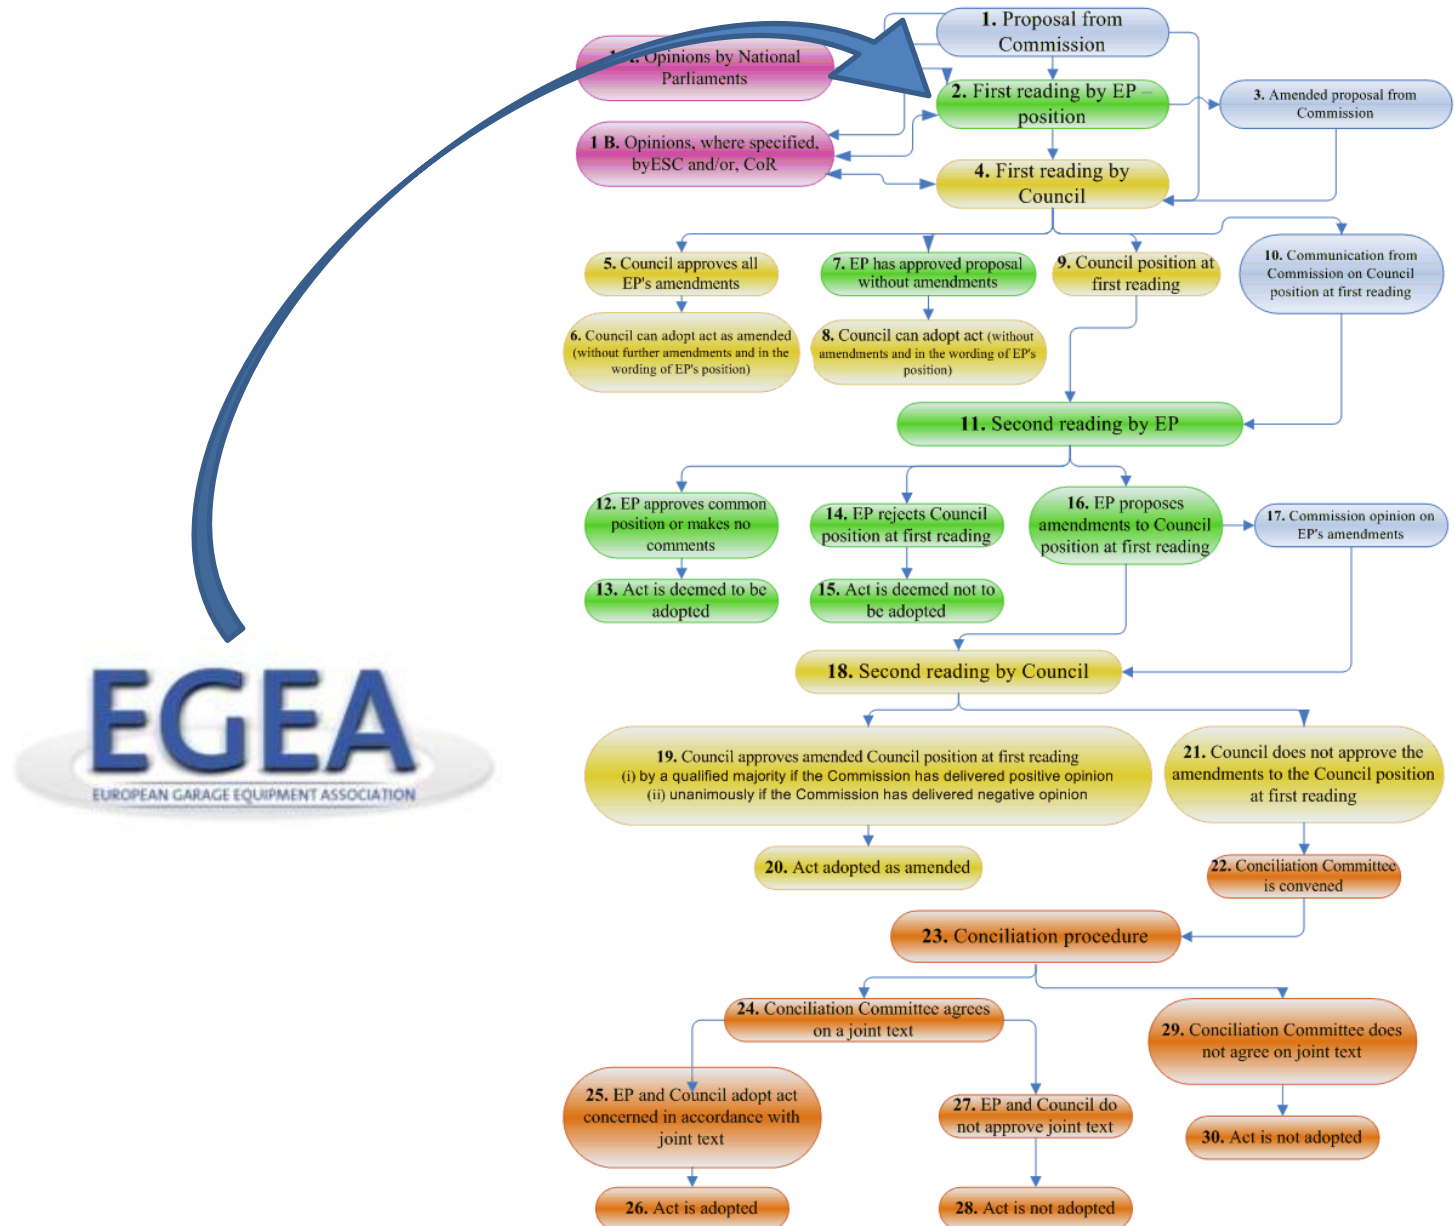 1. Proposal from
Commission
Opinions by National
Parliaments
2. First reading by EP –
position
3. Amended proposal from
Commission
1 B. Opinions, where specified,
byESC and/or, CoR
4. First reading by
Council
5. Council approves all
EP's amendments
7. EP has approved proposal
without amendments
9. Council position at
first reading
10. Communication from
Commission on Council
position at first reading
6. Council can adopt act as amended
(without further amendments and in the
wording of EP's position)
8. Council can adopt act (without
amendments and in the wording of EP's
position)
11. Second reading by EP
12. EP approves common
position or makes no
comments
14. EP rejects Council
position at first reading
16. EP proposes
amendments to Council
position at first reading
17. Commission opinion on
EP's amendments
13. Act is deemed to be
adopted
15. Act is deemed not to
be adopted
18. Second reading by Council
EGEA
EUROPEAN GARAGE EQUIPMENT ASSOCIATION
19. Council approves amended Council position at first reading
(i) by a qualified majority if the Commission has delivered positive opinion
(ii) unanimously if the Commission has delivered negative opinion
21. Council does not approve the
amendments to the Council position
at first reading
20. Act adopted as amended
22. Conciliation Committee
is convened
23. Conciliation procedure
24. Conciliation Committee agrees
on a joint text
29. Conciliation Committee does
not agree on joint text
25. EP and Council adopt act
concerned in accordance with
joint text
27. EP and Council do
not approve joint text
30. Act is not adopted
26. Act is adopted
28. Act is not adopted